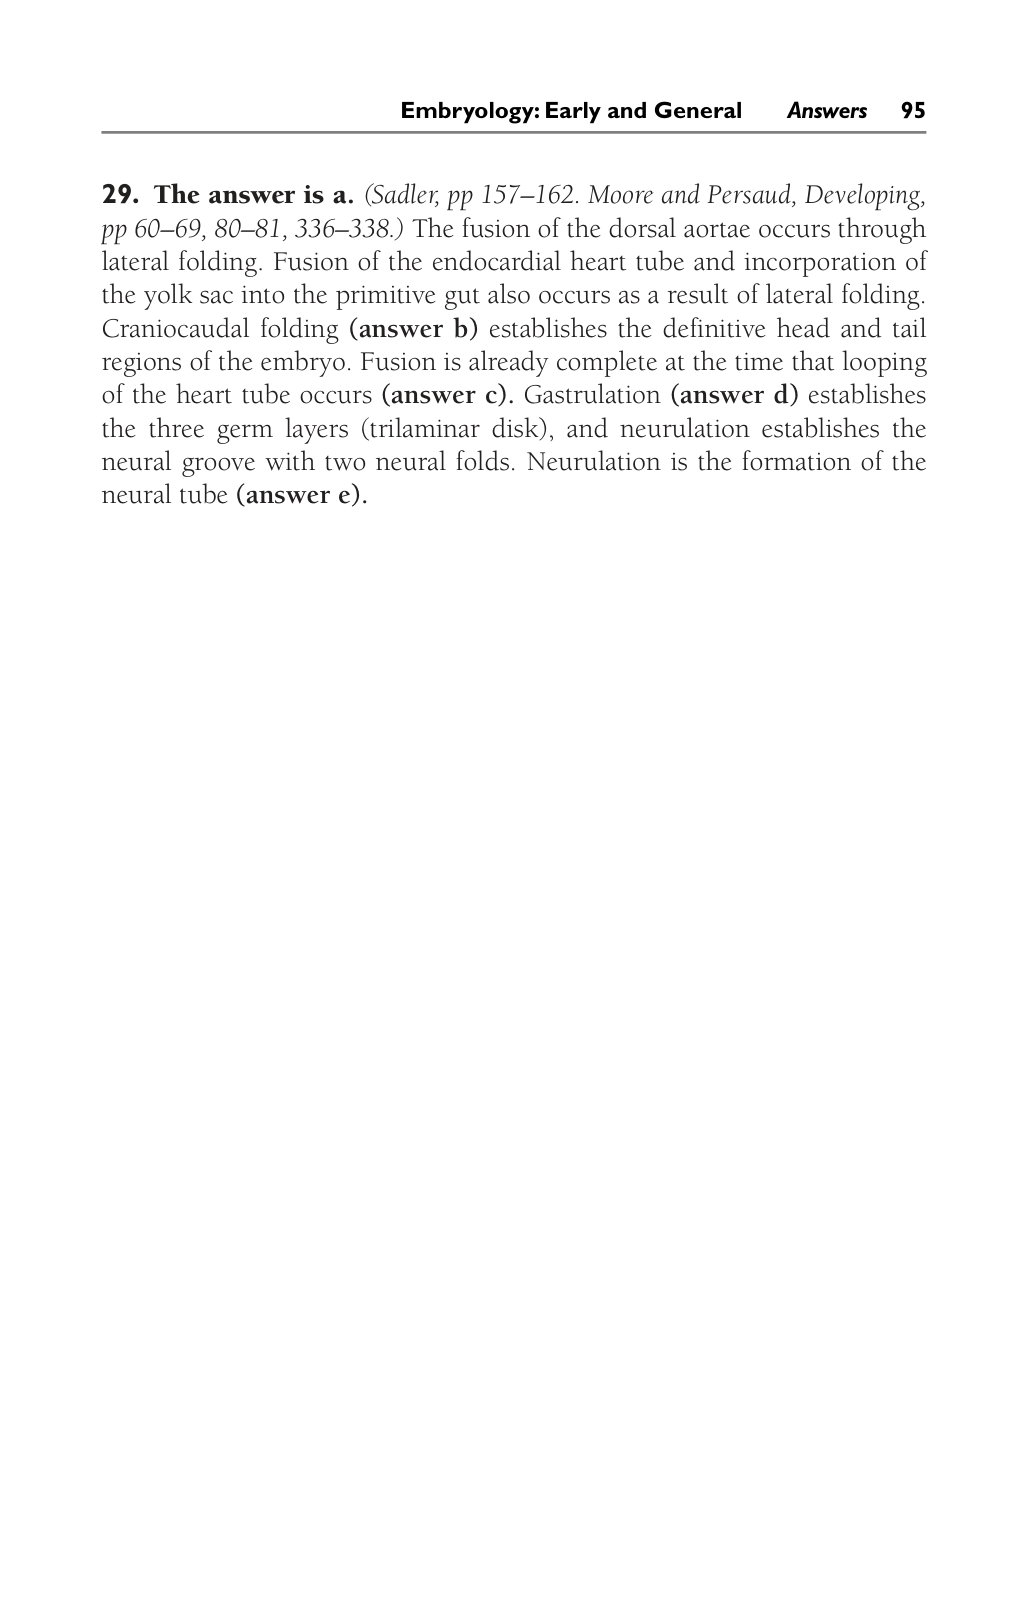 Embryology: Early and General Answers 95
29. The answer is a. (Sadler, pp 157–162. Moore and Persaud, Developing,
pp 60–69, 80–81, 336–338.) The fusion of the dorsal aortae occurs through
lateral folding. Fusion of the endocardial heart tube and incorporation of
the yolk sac into the primitive gut also occurs as a result of lateral folding.
Craniocaudal folding (answer b) establishes the definitive head and tail
regions of the embryo. Fusion is already complete at the time that looping
of the heart tube occurs (answer c). Gastrulation (answer d) establishes
the three germ layers (trilaminar disk), and neurulation establishes the
neural groove with two neural folds. Neurulation is the formation of the
neural tube (answer e).